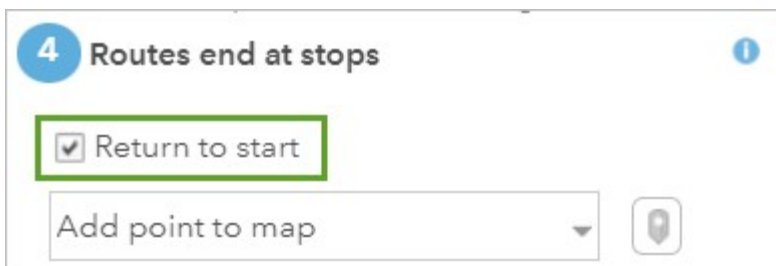 4 Routes end at stops
Return to start
Add point to map